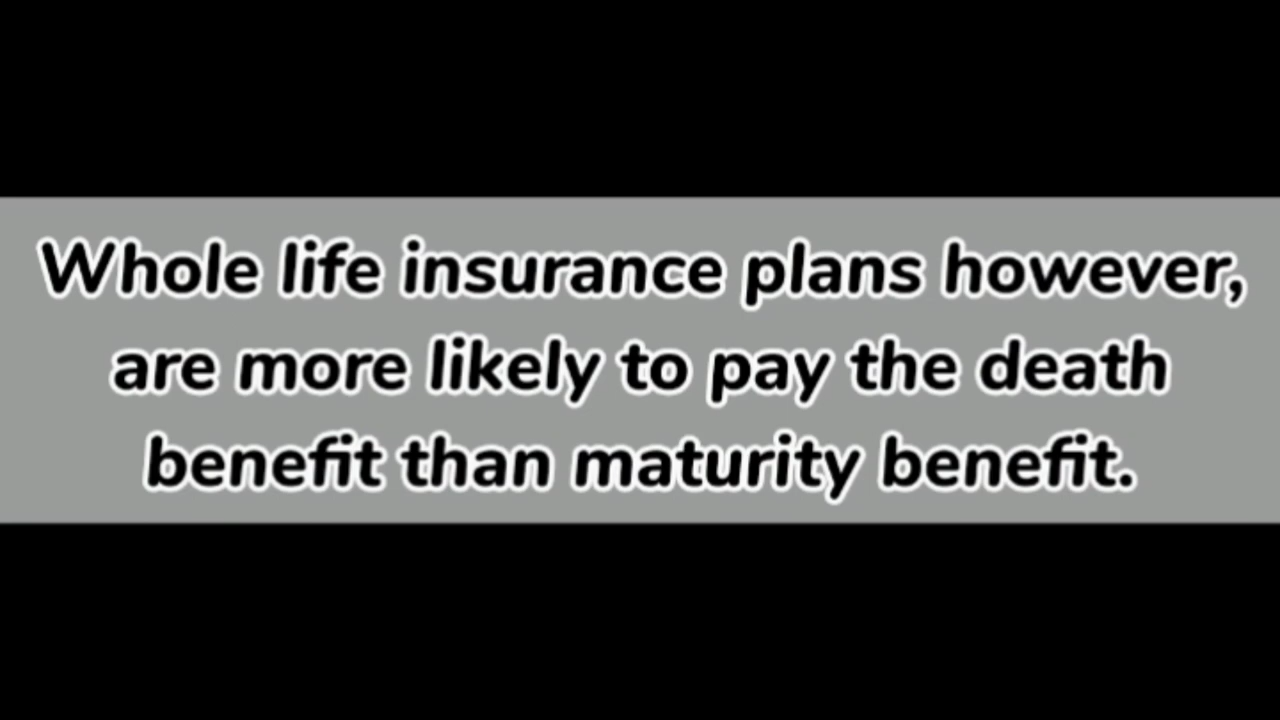 Whole life insurance plans however,
are more likely to pay the death
benefit than maturity benefit.